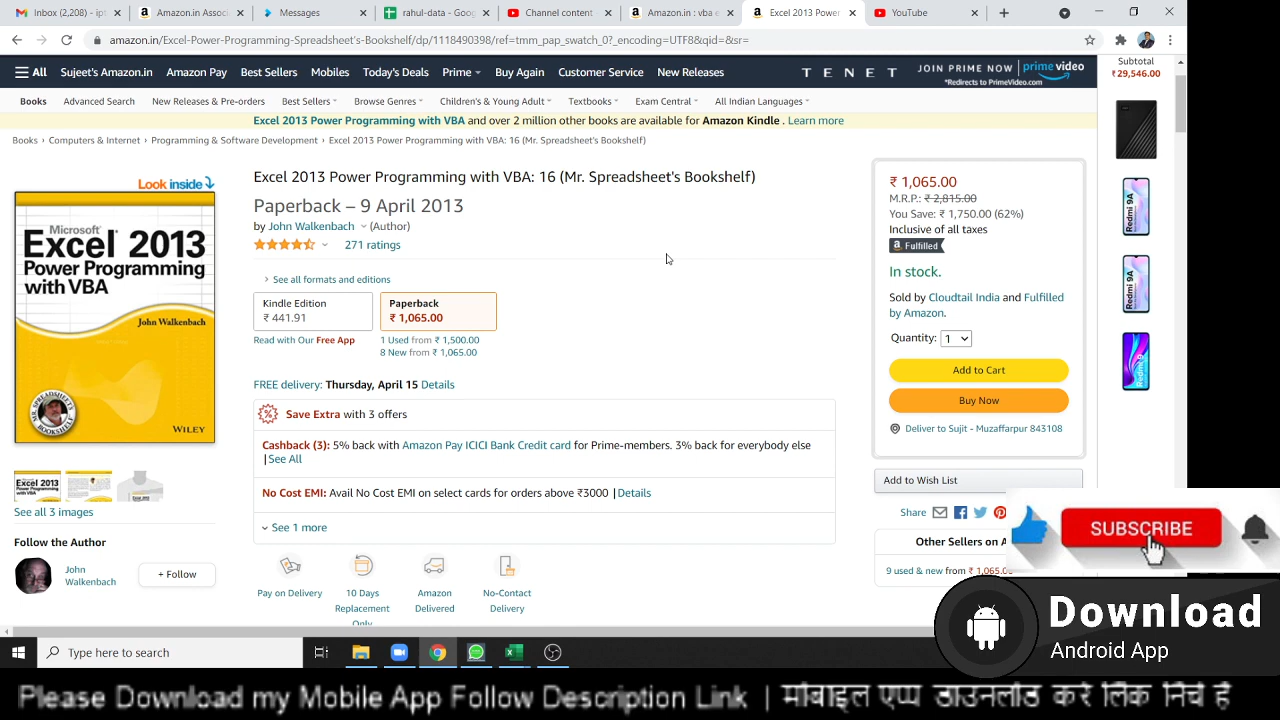 Inbox (2,208) - ipt
Amazon.in Associ
Messages
rahul-data - Goog
Channel content
Amazon.in : vba e
Excel 2013 Power
YouTube
amazon.in/Excel-Power-Programming-Spreadsheet's-Bookshelf/dp/1118490398/ref=tmm_pap_swatch_0?_encoding=UTF8&qid=&sr=
All Sujeet's Amazon.in Amazon Pay Best Sellers Mobiles Today's Deals Prime Buy Again Customer Service New Releases
TENET JOIN PRIME NOW prime video
*Redirects to PrimeVideo.com
Subtotal
₹29,546.00
Books Advanced Search New Releases & Pre-orders Best Sellers Browse Genres Children's & Young Adult Textbooks Exam Central All Indian Languages
Excel 2013 Power Programming with VBA and over 2 million other books are available for Amazon Kindle . Learn more
Books › Computers & Internet › Programming & Software Development › Excel 2013 Power Programming with VBA: 16 (Mr. Spreadsheet's Bookshelf)
Look inside
Microsoft
Excel 2013
Power Programming
with VBA
John Walkenbach
MR. SPREADSHEET'S BOOKSHELF
WILEY
See all 3 images
Follow the Author
John
Walkenbach
+ Follow
Excel 2013 Power Programming with VBA: 16 (Mr. Spreadsheet's Bookshelf)
Paperback – 9 April 2013
by John Walkenbach (Author)
271 ratings
› See all formats and editions
Kindle Edition
₹ 441.91
Read with Our Free App
Paperback
₹ 1,065.00
1 Used from ₹ 1,500.00
8 New from ₹ 1,065.00
FREE delivery: Thursday, April 15 Details
Save Extra with 3 offers
Cashback (3): 5% back with Amazon Pay ICICI Bank Credit card for Prime-members. 3% back for everybody else
|See All
No Cost EMI: Avail No Cost EMI on select cards for orders above ₹3000 |Details
See 1 more
Pay on Delivery
10 Days
Replacement
Only
Amazon
Delivered
No-Contact
Delivery
₹ 1,065.00
M.R.P.: ₹ 2,815.00
You Save: ₹ 1,750.00 (62%)
Inclusive of all taxes
Fulfilled
In stock.
Sold by Cloudtail India and Fulfilled
by Amazon.
Quantity: 1
Add to Cart
Buy Now
Deliver to Sujit - Muzaffarpur 843108
Add to Wish List
Share
Other Sellers on A
9 used & new from ₹ 1,065.00
Redmi 9A
Redmi 9A
Redmi 9
SUBSCRIBE
Download
Android App
Type here to search
Please Download my Mobile App Follow Description Link | मोबाइल एप्प डाउनलोड करे लिंक निचे है